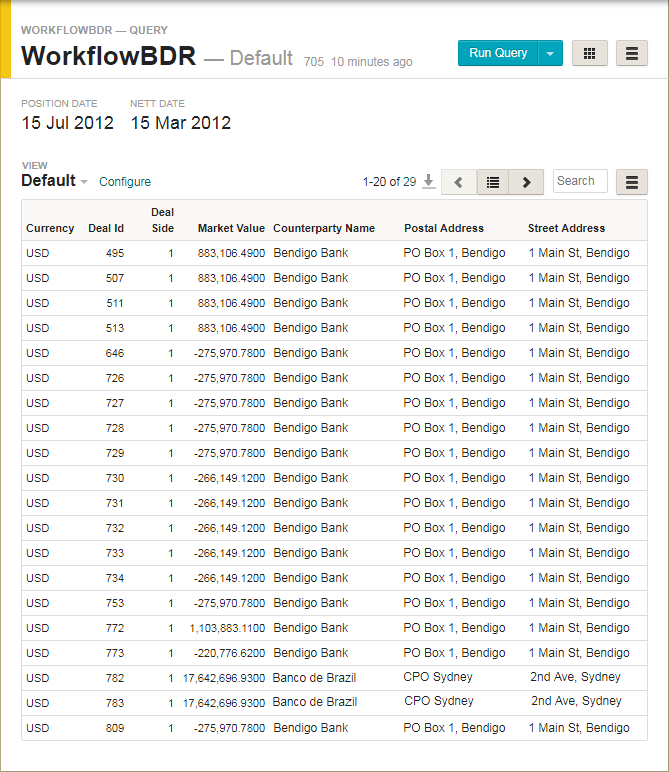 WORKFLOWBDR — QUERY
WorkflowBDR — Default 705 10 minutes ago Run Query
POSITION DATE NETT DATE
15 Jul 2012 15 Mar 2012
VIEW
Default Configure 1-20 of 29 Search
Currency Deal Id Deal Side Market Value Counterparty Name Postal Address Street Address
USD 495 1 883,106.4900 Bendigo Bank PO Box 1, Bendigo 1 Main St, Bendigo
USD 507 1 883,106.4900 Bendigo Bank PO Box 1, Bendigo 1 Main St, Bendigo
USD 511 1 883,106.4900 Bendigo Bank PO Box 1, Bendigo 1 Main St, Bendigo
USD 513 1 883,106.4900 Bendigo Bank PO Box 1, Bendigo 1 Main St, Bendigo
USD 646 1 -275,970.7800 Bendigo Bank PO Box 1, Bendigo 1 Main St, Bendigo
USD 726 1 -275,970.7800 Bendigo Bank PO Box 1, Bendigo 1 Main St, Bendigo
USD 727 1 -275,970.7800 Bendigo Bank PO Box 1, Bendigo 1 Main St, Bendigo
USD 728 1 -275,970.7800 Bendigo Bank PO Box 1, Bendigo 1 Main St, Bendigo
USD 729 1 -275,970.7800 Bendigo Bank PO Box 1, Bendigo 1 Main St, Bendigo
USD 730 1 -266,149.1200 Bendigo Bank PO Box 1, Bendigo 1 Main St, Bendigo
USD 731 1 -266,149.1200 Bendigo Bank PO Box 1, Bendigo 1 Main St, Bendigo
USD 732 1 -266,149.1200 Bendigo Bank PO Box 1, Bendigo 1 Main St, Bendigo
USD 733 1 -266,149.1200 Bendigo Bank PO Box 1, Bendigo 1 Main St, Bendigo
USD 734 1 -266,149.1200 Bendigo Bank PO Box 1, Bendigo 1 Main St, Bendigo
USD 753 1 -275,970.7800 Bendigo Bank PO Box 1, Bendigo 1 Main St, Bendigo
USD 772 1 1,103,883.1100 Bendigo Bank PO Box 1, Bendigo 1 Main St, Bendigo
USD 773 1 -220,776.6200 Bendigo Bank PO Box 1, Bendigo 1 Main St, Bendigo
USD 782 1 17,642,696.9300 Banco de Brazil CPO Sydney 2nd Ave, Sydney
USD 783 1 17,642,696.9300 Banco de Brazil CPO Sydney 2nd Ave, Sydney
USD 809 1 -275,970.7800 Bendigo Bank PO Box 1, Bendigo 1 Main St, Bendigo